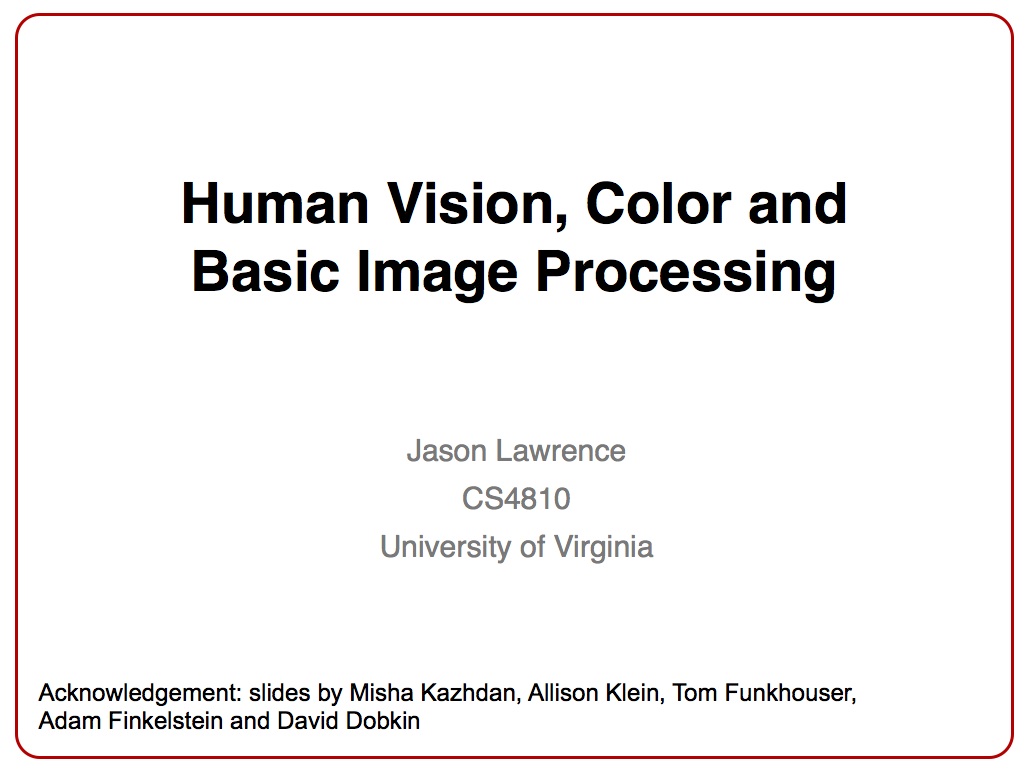 Human Vision, Color and
Basic Image Processing
Jason Lawrence
CS4810
University of Virginia
Acknowledgement: slides by Misha Kazhdan, Allison Klein, Tom Funkhouser,
Adam Finkelstein and David Dobkin